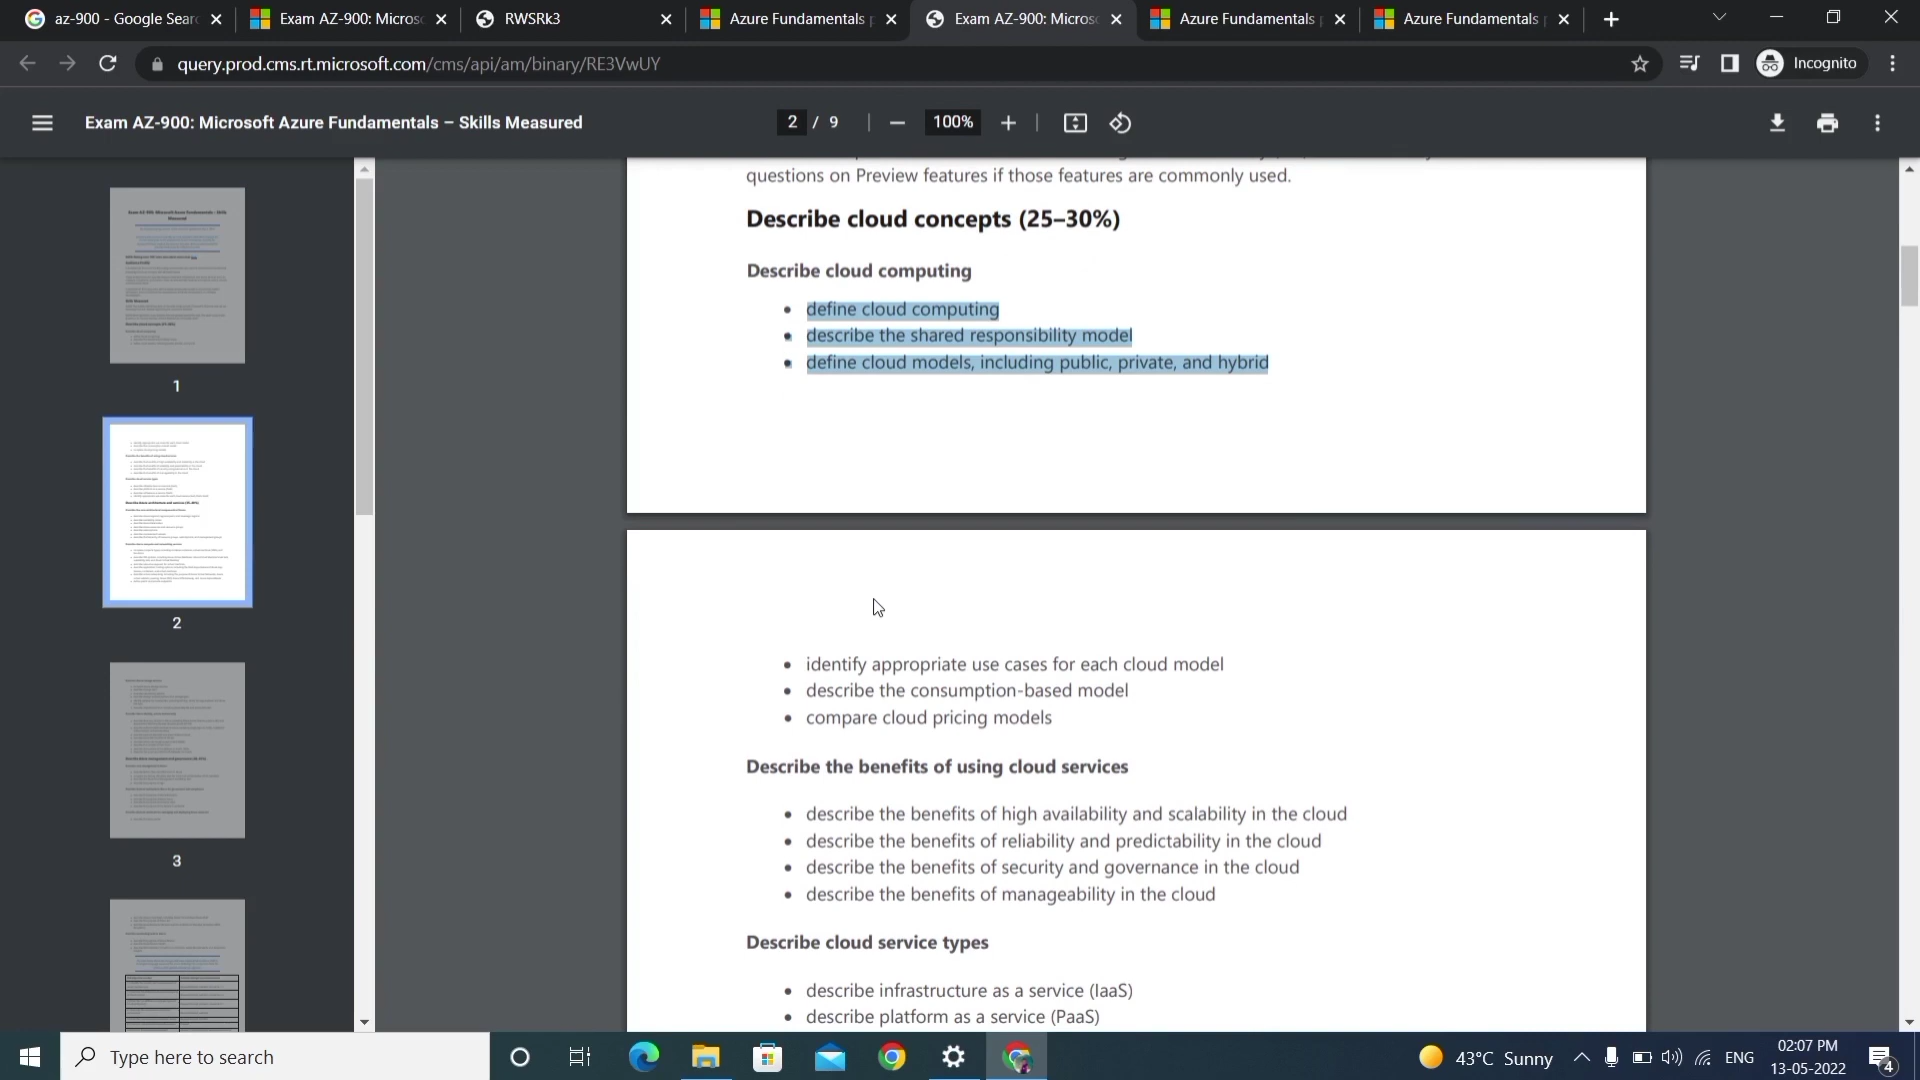 az-900 - Google Sear
Exam AZ-900: Micros
RWSRk3
Azure Fundamentals p
Exam AZ-900: Micros
Azure Fundamentals p
Azure Fundamentals p
query.prod.cms.rt.microsoft.com/cms/api/am/binary/RE3VwUY
Incognito
Exam AZ-900: Microsoft Azure Fundamentals – Skills Measured
2 / 9
100%
questions on Preview features if those features are commonly used.
Describe cloud concepts (25–30%)
Describe cloud computing
• define cloud computing
• describe the shared responsibility model
• define cloud models, including public, private, and hybrid
1
2
3
• identify appropriate use cases for each cloud model
• describe the consumption-based model
• compare cloud pricing models
Describe the benefits of using cloud services
• describe the benefits of high availability and scalability in the cloud
• describe the benefits of reliability and predictability in the cloud
• describe the benefits of security and governance in the cloud
• describe the benefits of manageability in the cloud
Describe cloud service types
• describe infrastructure as a service (IaaS)
• describe platform as a service (PaaS)
Type here to search
43°C Sunny
ENG
02:07 PM
13-05-2022
4